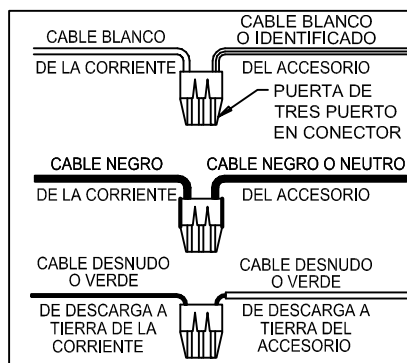 CABLE BLANCO
CABLE BLANCO
O IDENTIFICADO
DE LA CORRIENTE
DEL ACCESORIO
PUERTA DE
TRES PUERTO
EN CONECTOR
CABLE NEGRO
CABLE NEGRO O NEUTRO
DE LA CORRIENTE
DEL ACCESORIO
CABLE DESNUDO
O VERDE
CABLE DESNUDO
O VERDE
DE DESCARGA A
TIERRA DE LA
CORRIENTE
DE DESCARGA A
TIERRA DEL
ACCESORIO